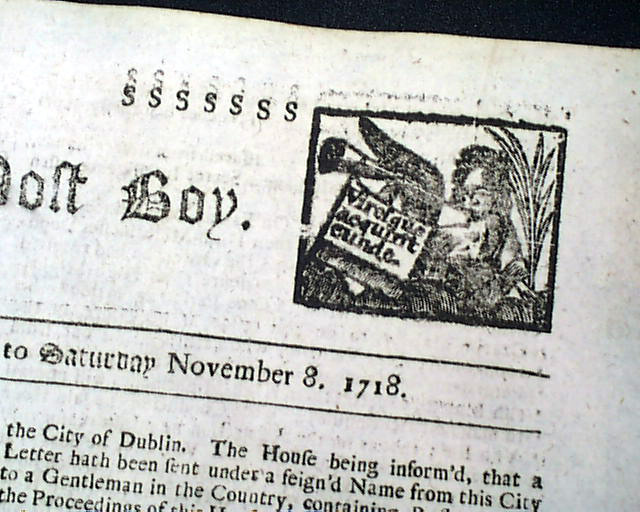 § § § § § § §
Poſt Boy.
Vireſque
acquirit
eundo.
to Saturday November 8. 1718.
the City of Dublin. The Houſe being inform'd, that a
Letter hath been ſent under a feign'd Name from this City
to a Gentleman in the Country, containing
the Proceedings of this